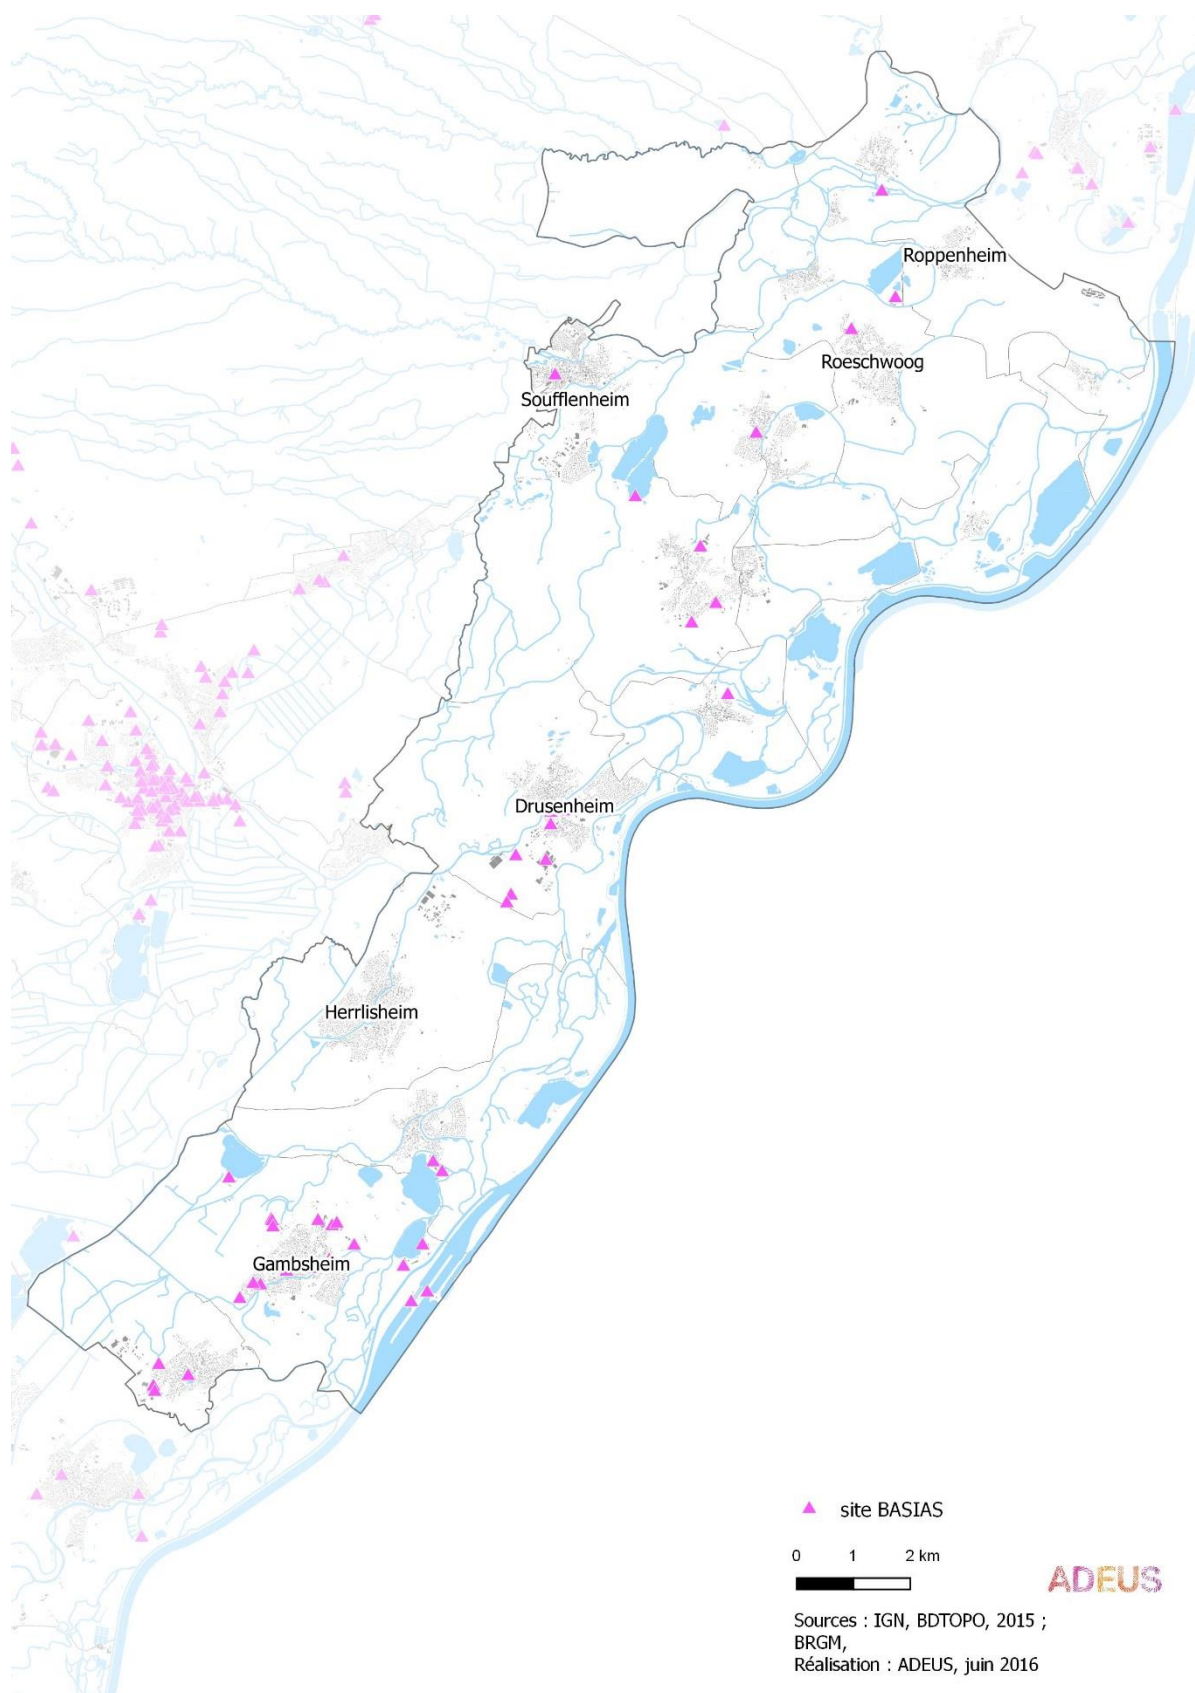 Roppenheim
Roeschwoog
Soufflenheim
Drusenheim
Herrlisheim
Gambsheim
site BASIAS
0 1 2 km
ADEUS
Sources : IGN, BDTOPO, 2015 ;
BRGM,
Réalisation : ADEUS, juin 2016